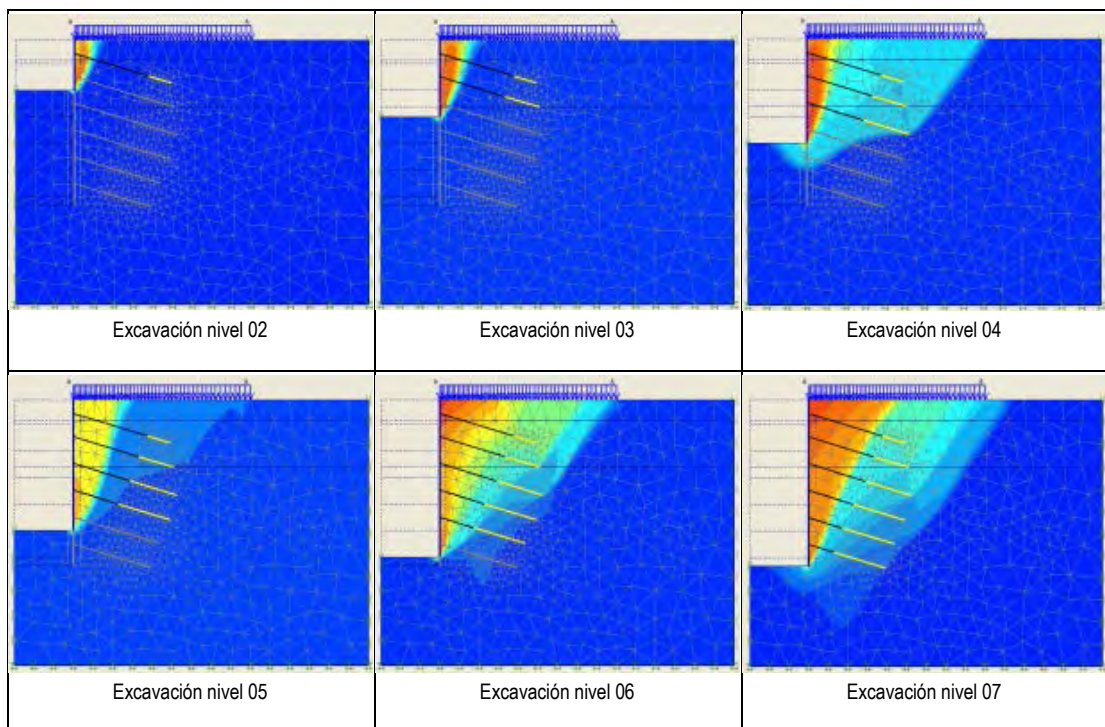 Excavación nivel 02
Excavación nivel 03
Excavación nivel 04
Excavación nivel 05
Excavación nivel 06
Excavación nivel 07